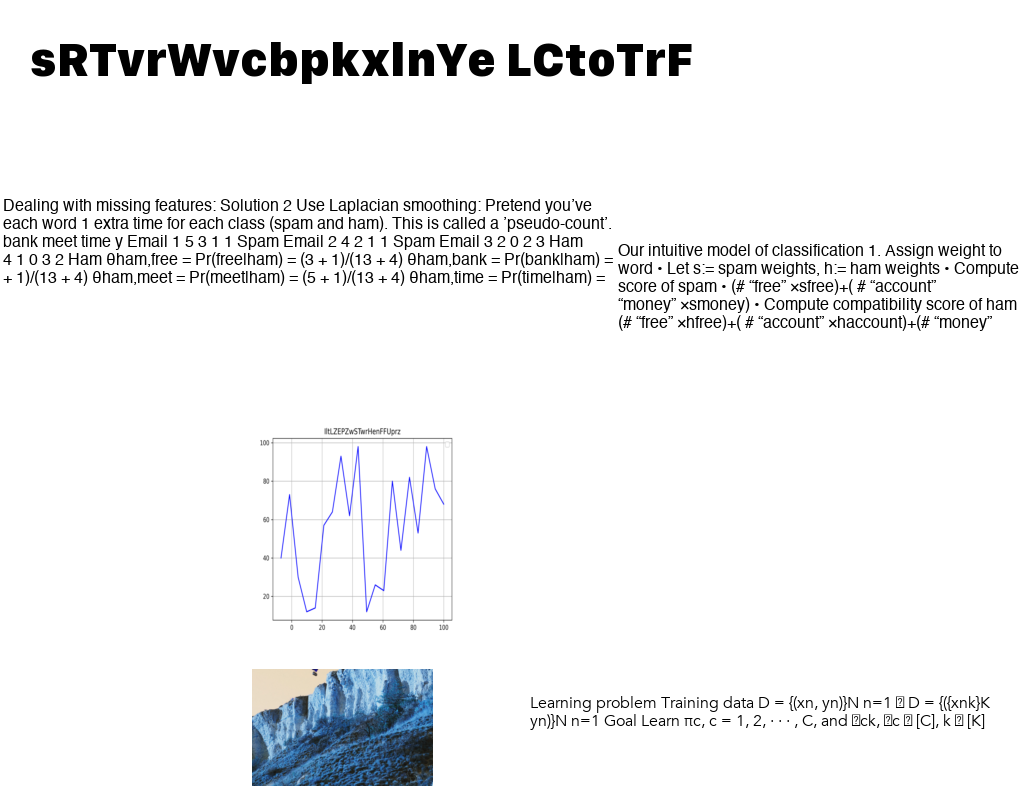 sRTvrWvcbpkxlnYe LCtoTrF
Dealing with missing features: Solution 2 Use Laplacian smoothing: Pretend you’ve
each word 1 extra time for each class (spam and ham). This is called a ’pseudo-count’.
bank meet time y Email 1 5 3 1 1 Spam Email 2 4 2 1 1 Spam Email 3 2 0 2 3 Ham
4 1 0 3 2 Ham θham,free = Pr(free|ham) = (3 + 1)/(13 + 4) θham,bank = Pr(bank|ham) =
+ 1)/(13 + 4) θham,meet = Pr(meet|ham) = (5 + 1)/(13 + 4) θham,time = Pr(time|ham) =
Our intuitive model of classification 1. Assign weight to
word • Let s:= spam weights, h:= ham weights • Compute
score of spam • (# “free” ×sfree)+( # “account”
“money” ×smoney) • Compute compatibility score of ham
(# “free” ×hfree)+( # “account” ×haccount)+(# “money”
100
80
60
40
20
0 20 40 60 80 100
Learning problem Training data D = {(xn, yn)}N n=1 D = {({xnk}K
yn)}N n=1 Goal Learn πc, c = 1, 2, · · · , C, and ck, c [C], k [K]